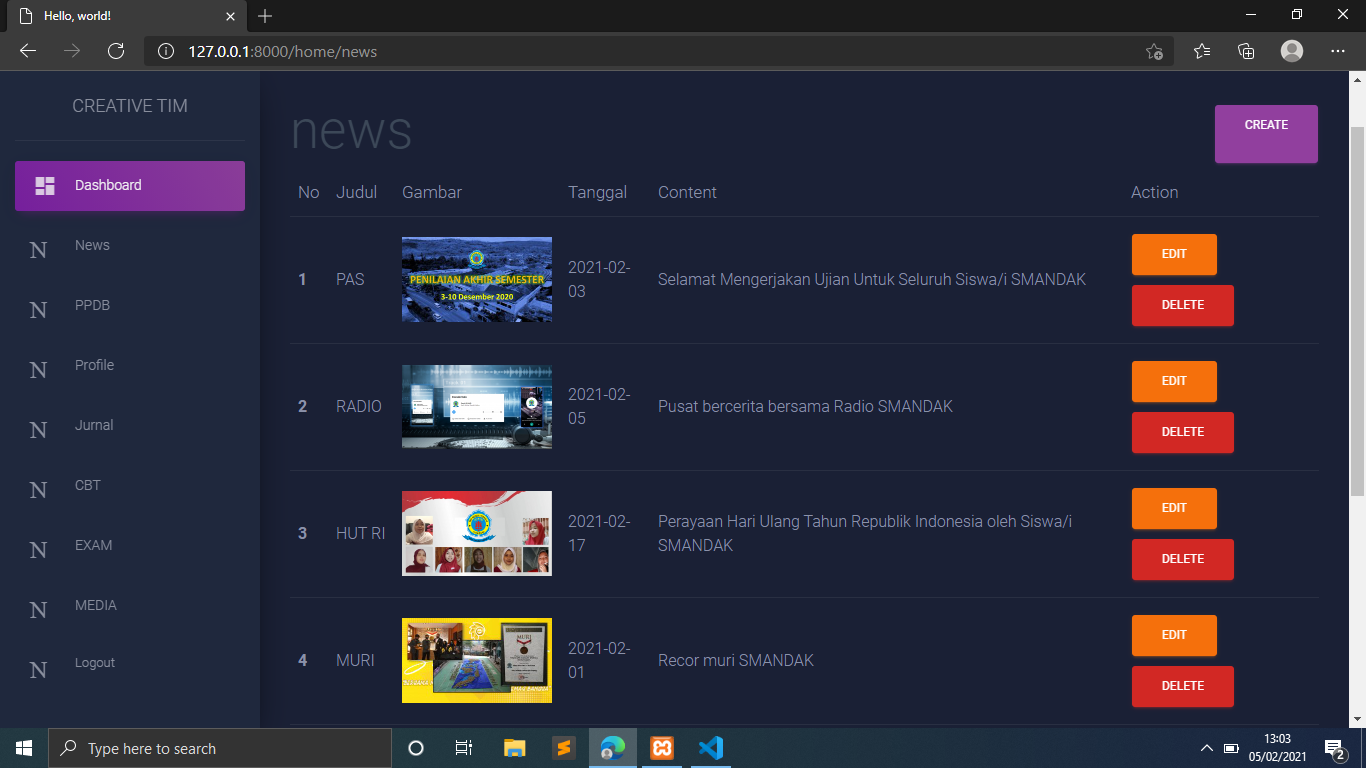 Hello, world!
127.0.0.1:8000/home/news
CREATIVE TIM
Dashboard
N News
N PPDB
N Profile
N Jurnal
N CBT
N EXAM
N MEDIA
N Logout
news
CREATE
No Judul Gambar Tanggal Content Action
1 PAS
PENILAIAN AKHIR SEMESTER
3-10 Desember 2020
2021-02-
03
Selamat Mengerjakan Ujian Untuk Seluruh Siswa/i SMANDAK
EDIT
DELETE
2 RADIO
2021-02-
05
Pusat bercerita bersama Radio SMANDAK
EDIT
DELETE
3 HUT RI
2021-02-
17
Perayaan Hari Ulang Tahun Republik Indonesia oleh Siswa/i
SMANDAK
EDIT
DELETE
4 MURI
MURI
2021-02-
01
Recor muri SMANDAK
EDIT
DELETE
Type here to search
13:03
05/02/2021
2